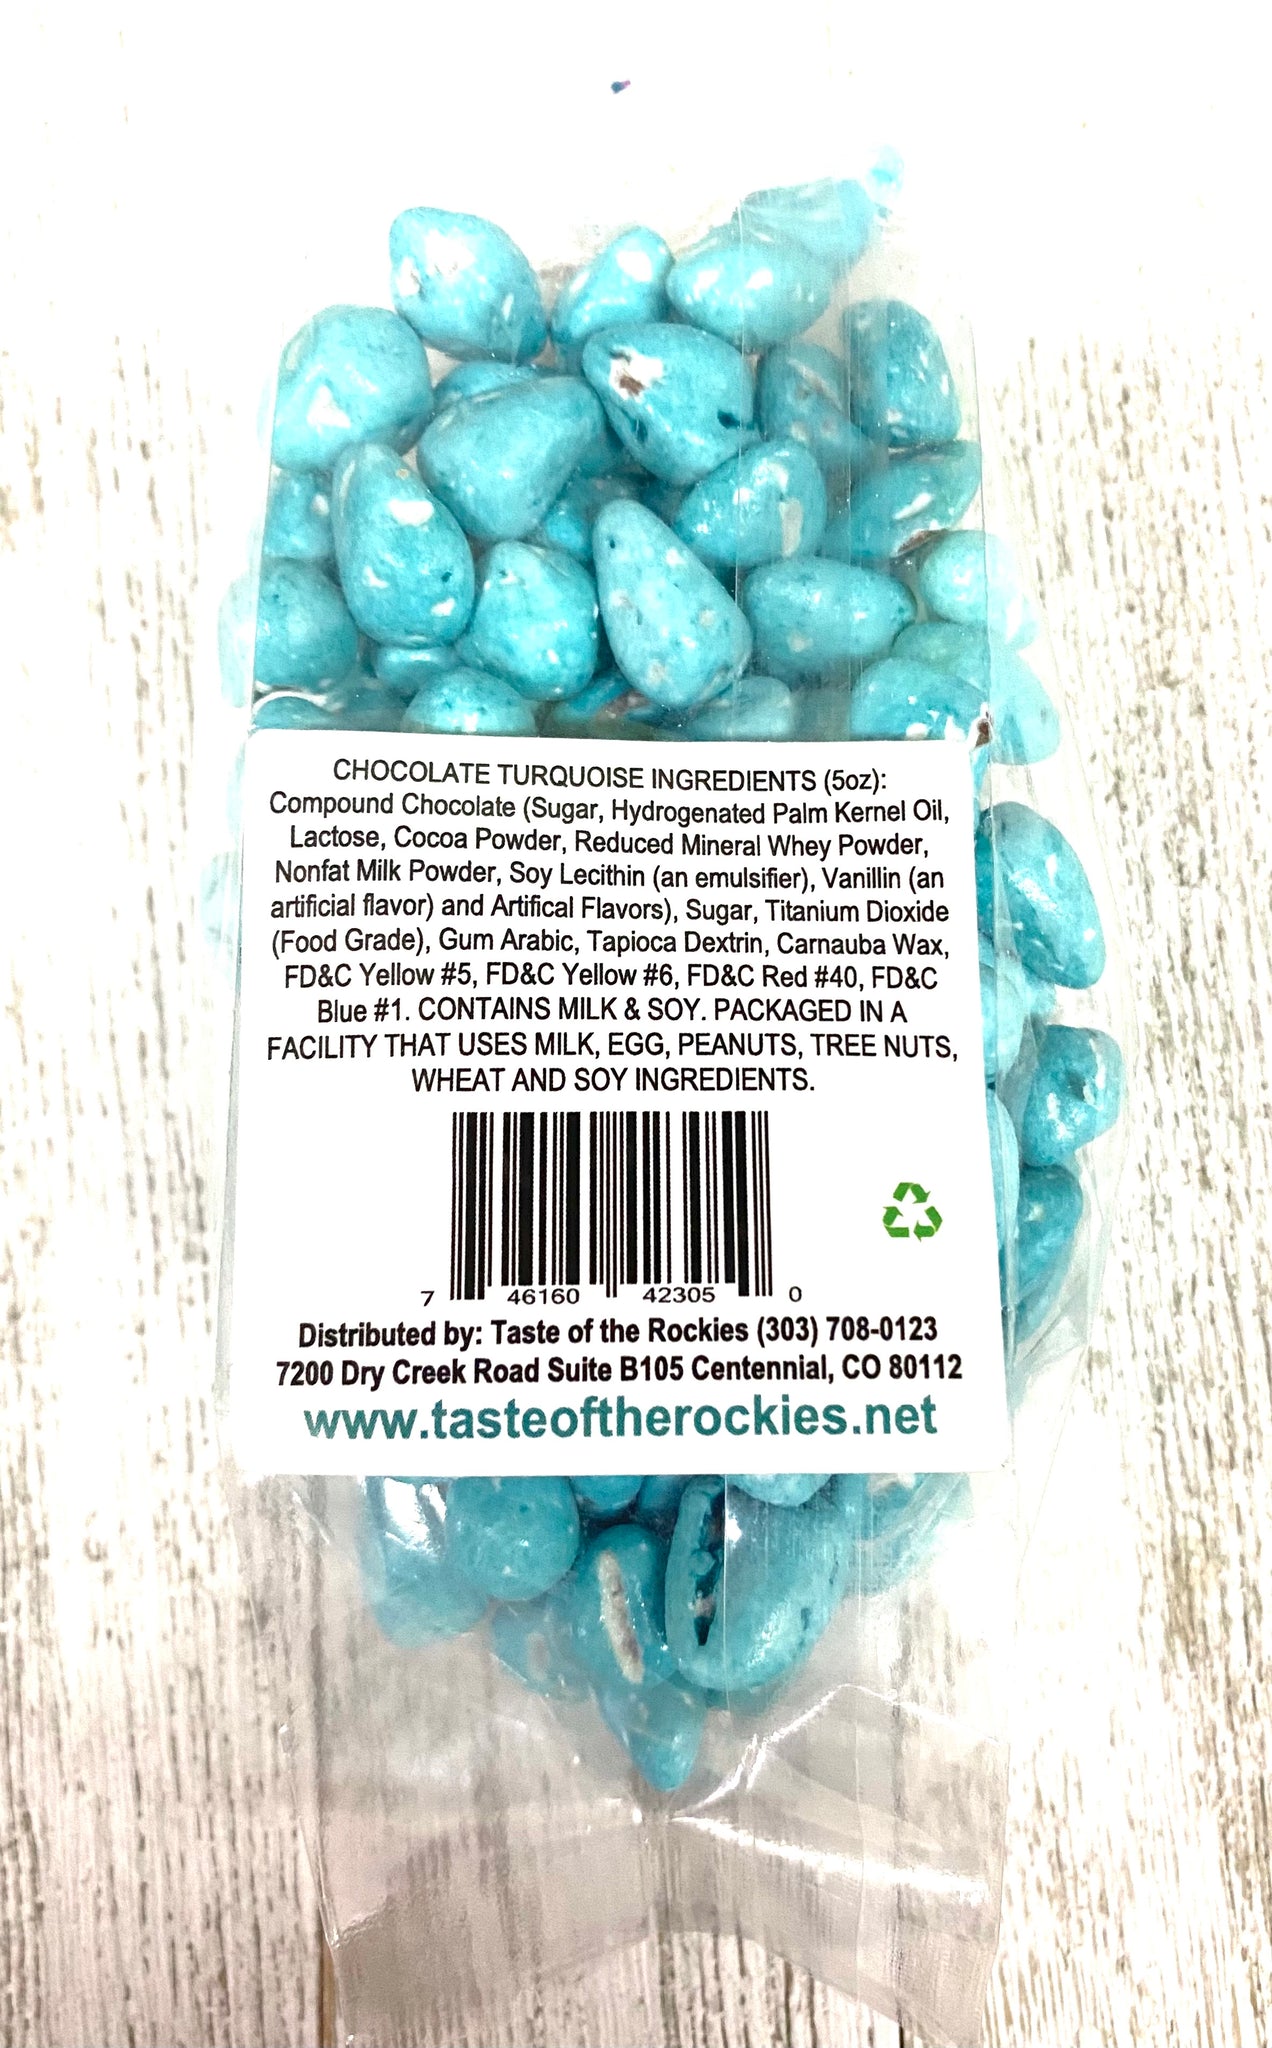 CHOCOLATE TURQUOISE INGREDIENTS (5oz):
Compound Chocolate (Sugar, Hydrogenated Palm Kernel Oil,
Lactose, Cocoa Powder, Reduced Mineral Whey Powder,
Nonfat Milk Powder, Soy Lecithin (an emulsifier), Vanillin (an
artificial flavor) and Artifical Flavors), Sugar, Titanium Dioxide
(Food Grade), Gum Arabic, Tapioca Dextrin, Carnauba Wax,
FD&C Yellow #5, FD&C Yellow #6, FD&C Red #40, FD&C
Blue #1. CONTAINS MILK & SOY. PACKAGED IN A
FACILITY THAT USES MILK, EGG, PEANUTS, TREE NUTS,
WHEAT AND SOY INGREDIENTS.
7 46160 42305 0
Distributed by: Taste of the Rockies (303) 708-0123
7200 Dry Creek Road Suite B105 Centennial, CO 80112
www.tasteoftherockies.net